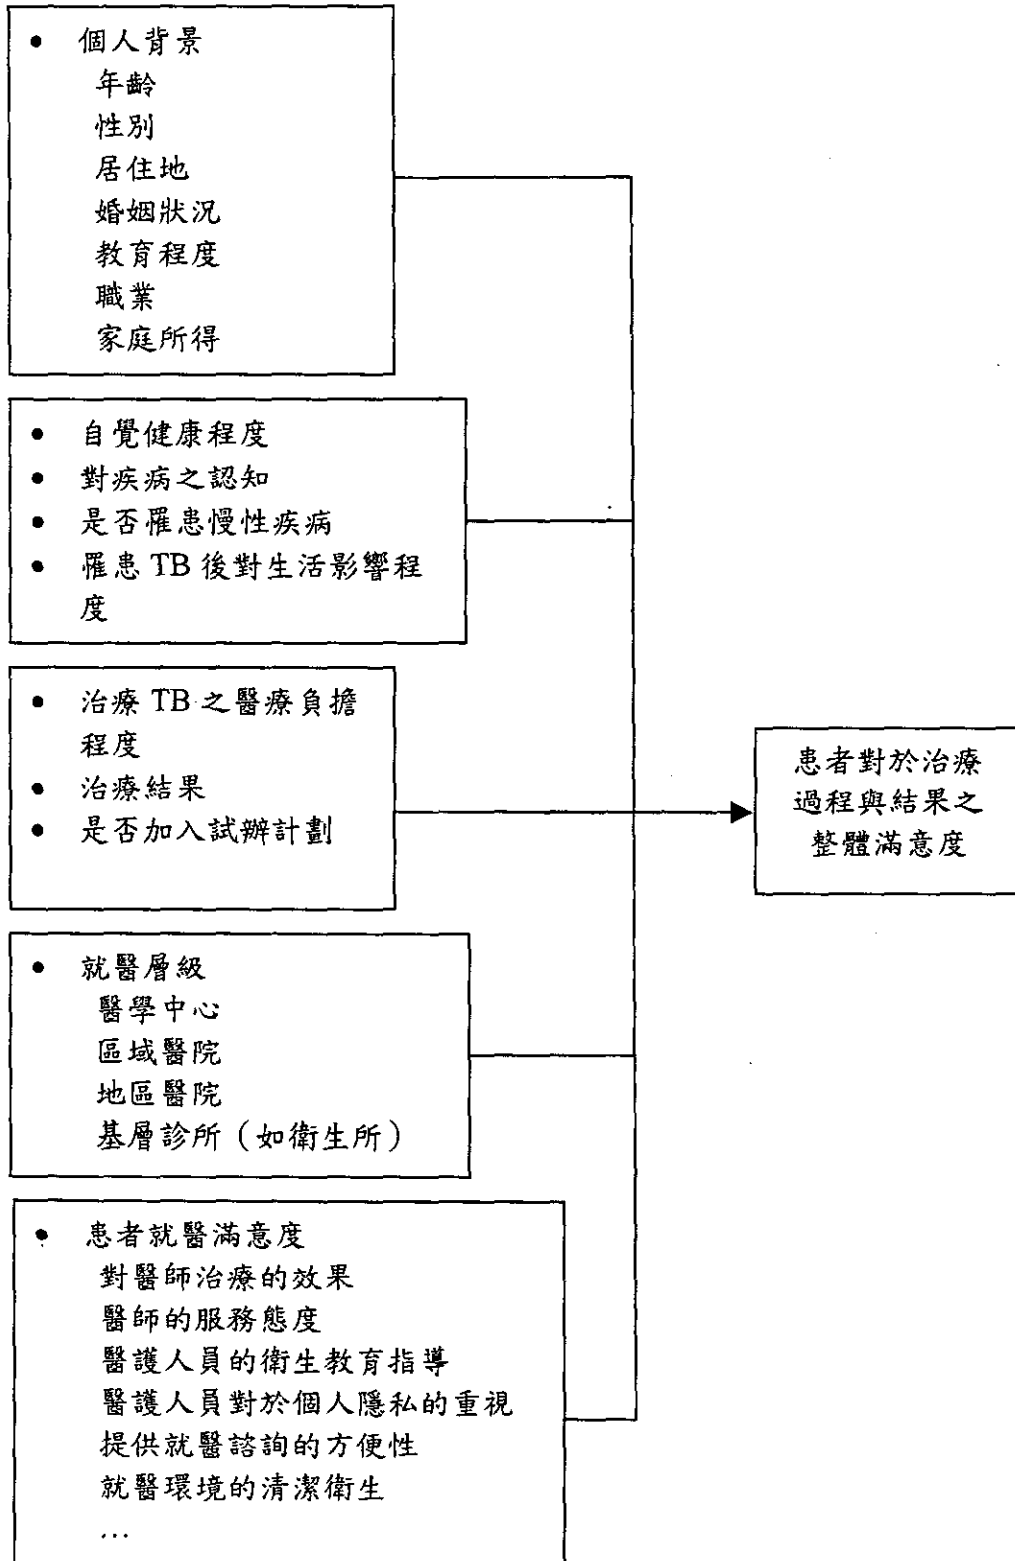 • 個人背景
年齡
性別
居住地
婚姻狀況
教育程度
職業
家庭所得
• 自覺健康程度
• 對疾病之認知
• 是否罹患慢性疾病
• 罹患 TB 後對生活影響程
度
• 治療 TB 之醫療負擔
程度
• 治療結果
• 是否加入試辦計劃
患者對於治療
過程與結果之
整體滿意度
• 就醫層級
醫學中心
區域醫院
地區醫院
基層診所（如衛生所）
• 患者就醫滿意度
對醫師治療的效果
醫師的服務態度
醫護人員的衛生教育指導
醫護人員對於個人隱私的重視
提供就醫諮詢的方便性
就醫環境的清潔衛生
…